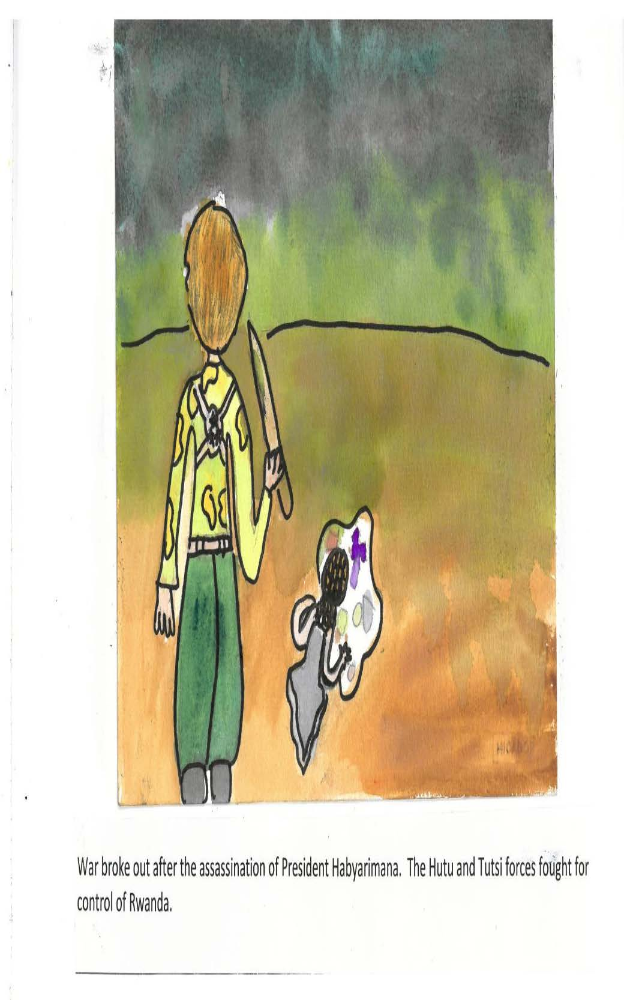 War broke out after the assassination of President Habyarimana.  The Hutu and Tutsi forces fought for
control of Rwanda.